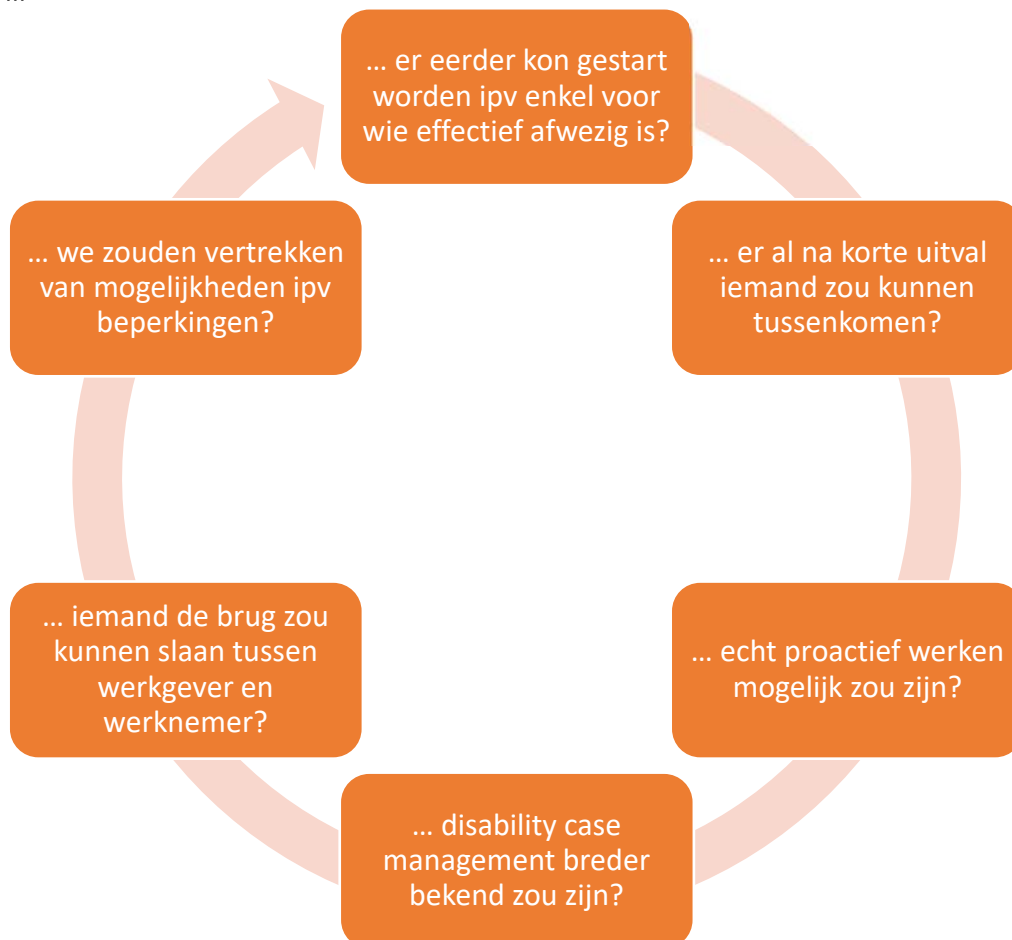 ...
... er eerder kon gestart
worden ipv enkel voor
wie effectief afwezig is?
... er al na korte uitval
iemand zou kunnen
tussenkomen?
... echt proactief werken
mogelijk zou zijn?
... disability case
management breder
bekend zou zijn?
... iemand de brug zou
kunnen slaan tussen
werkgever en
werknemer?
... we zouden vertrekken
van mogelijkheden ipv
beperkingen?